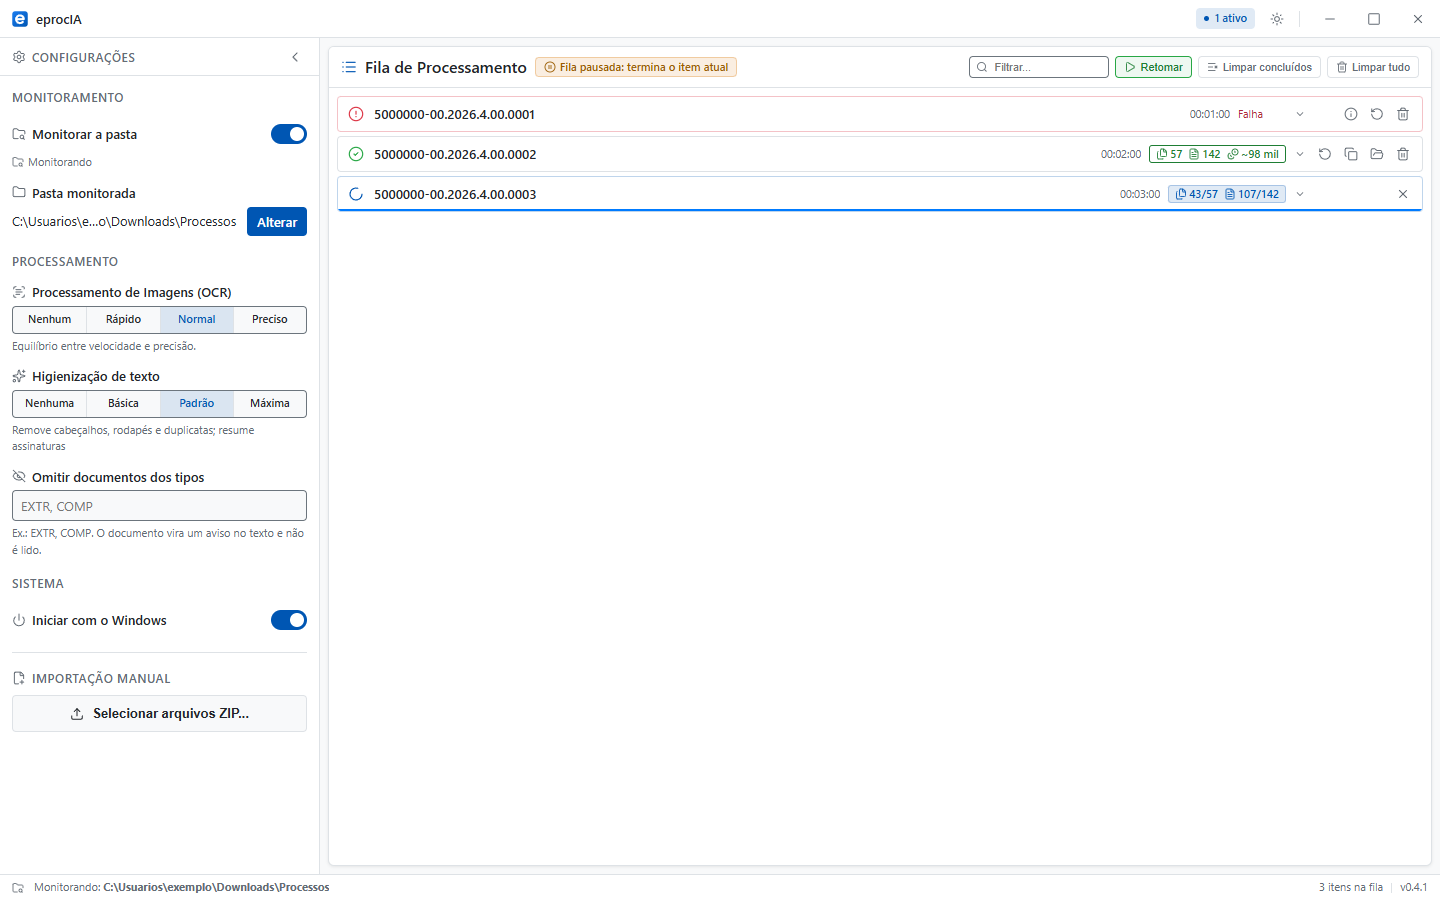 eprocIA
1 ativo
CONFIGURAÇÕES
MONITORAMENTO
Monitorar a pasta
Monitorando
Pasta monitorada
C:\Usuarios\e...o\Downloads\Processos
Alterar
PROCESSAMENTO
Processamento de Imagens (OCR)
Nenhum Rápido Normal Preciso
Equilíbrio entre velocidade e precisão.
Higienização de texto
Nenhuma Básica Padrão Máxima
Remove cabeçalhos, rodapés e duplicatas; resume
assinaturas
Omitir documentos dos tipos
EXTR, COMP
Ex.: EXTR, COMP. O documento vira um aviso no texto e não
é lido.
SISTEMA
Iniciar com o Windows
IMPORTAÇÃO MANUAL
Selecionar arquivos ZIP...
Fila de Processamento
Fila pausada: termina o item atual
Filtrar...
Retomar
Limpar concluídos
Limpar tudo
5000000-00.2026.4.00.0001 00:01:00 Falha
5000000-00.2026.4.00.0002 00:02:00 57 142 ~98 mil
5000000-00.2026.4.00.0003 00:03:00 43/57 107/142
Monitorando: C:\Usuarios\exemplo\Downloads\Processos
3 itens na fila
v0.4.1